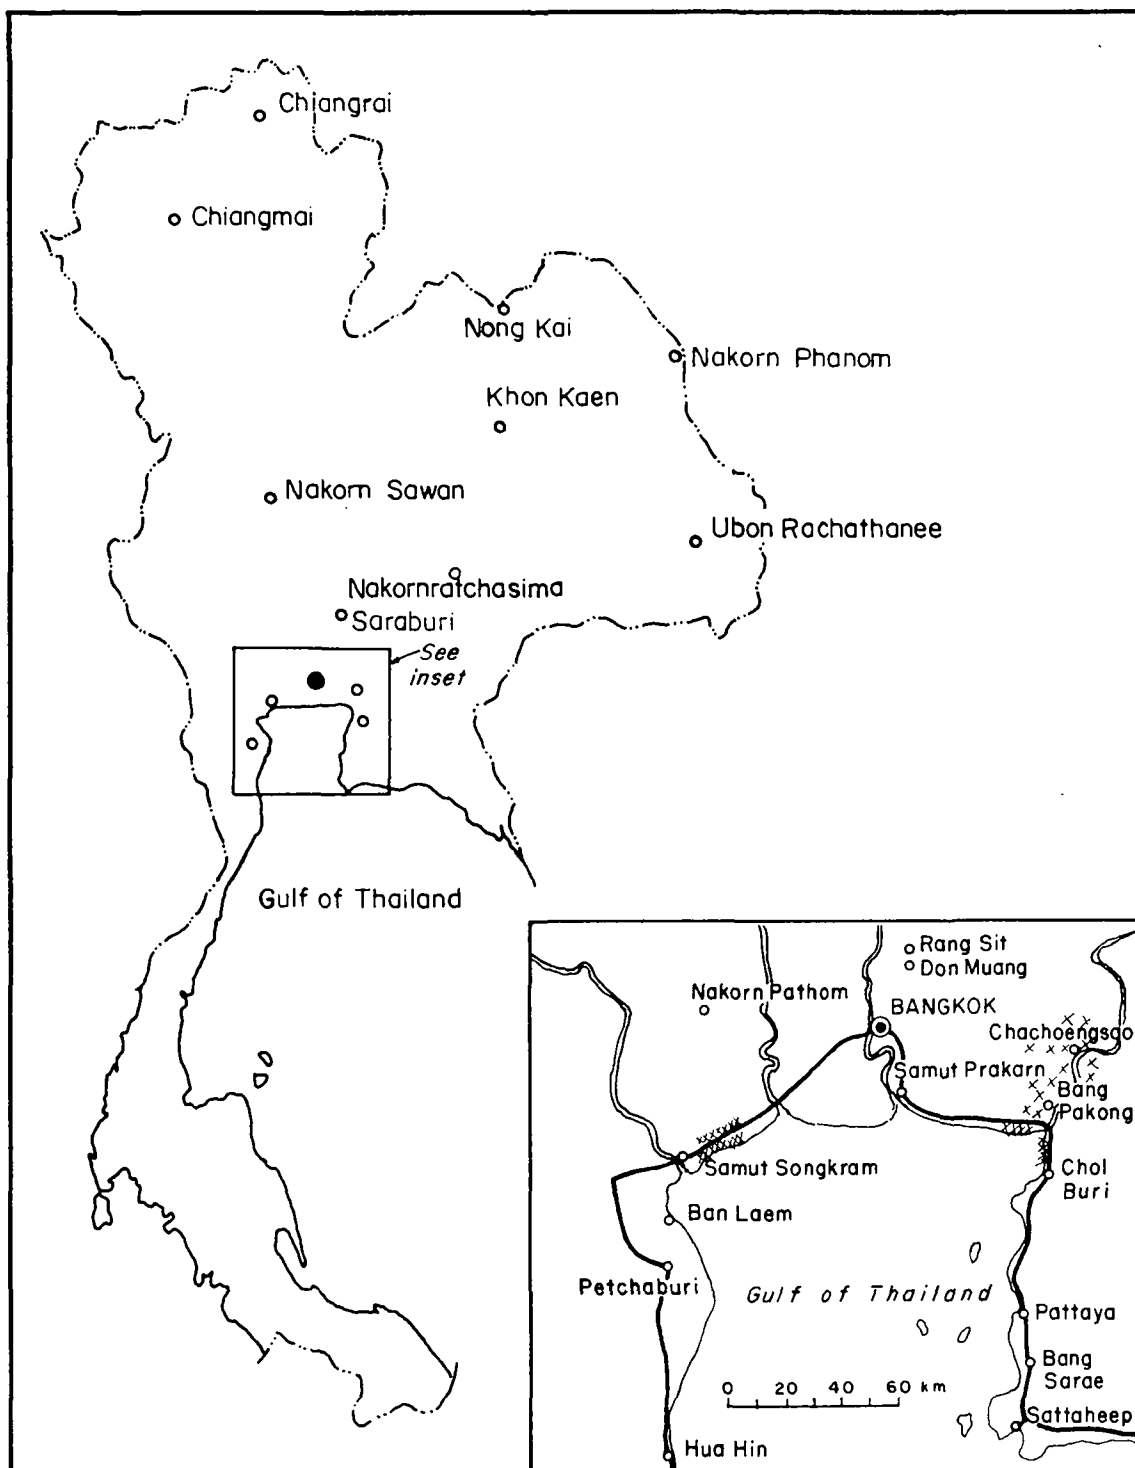 Chiangrai
Chiangmai
Nong Kai
Nakorn Phanom
Khon Kaen
Nakorn Sawan
Ubon Rachathanee
Nakornratchasima
Saraburi
See
inset
Gulf of Thailand
Rang Sit
Don Muang
Nakorn Pathom
BANGKOK
Chachoengsao
Samut Prakarn
Bang
Pakong
Samut Songkram
Chol
Buri
Ban Laem
Petchaburi
Gulf of Thailand
Pattaya
Bang
Sarae
0 20 40 60 km
Sattaheep
Hua Hin